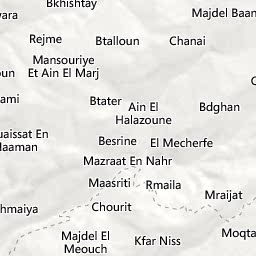 Bkhishtay
Majdel Baan
Rejme
Btalloun
Chanai
Mansouriye
Et Ain El Marj
Btater
Ain El
Halazoune
Bdghan
Besrine
El Mecherfe
Mazraat En Nahr
Maasriti
Rmaila
Mraijat
Chourit
Majdel El
Meouch
Kfar Niss
Moqta